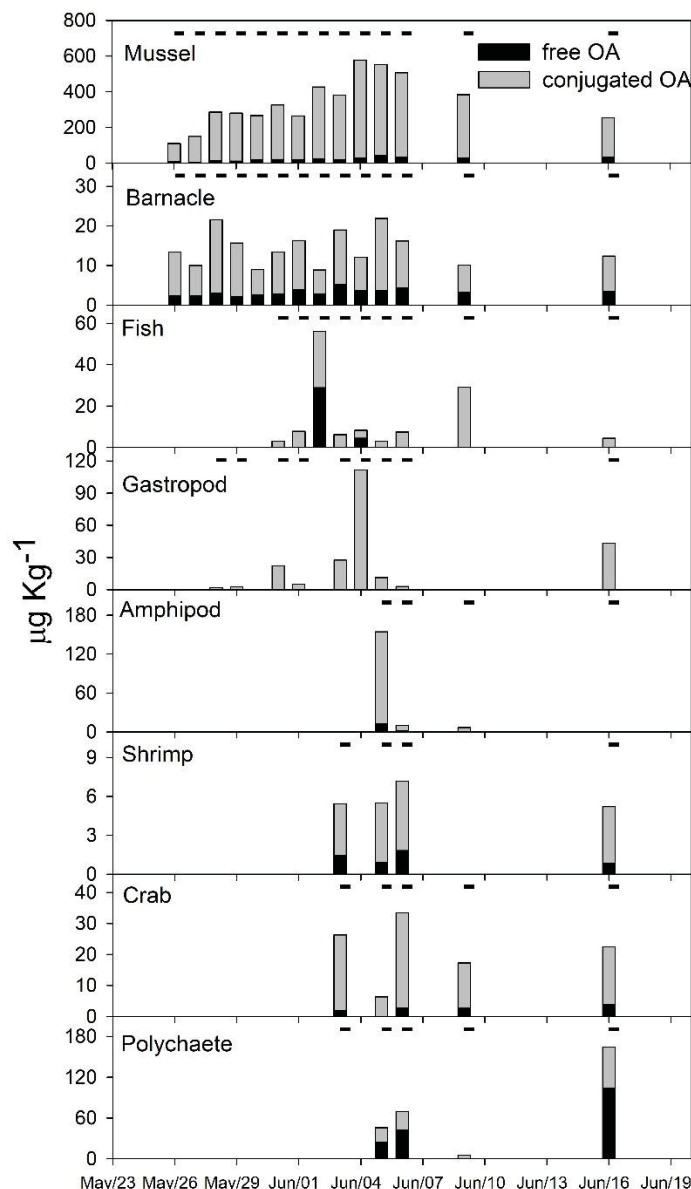 800
600
400
200
0
Mussel
free OA
conjugated OA
30
20
10
0
Barnacle
60
40
20
0
Fish
120
90
60
30
0
Gastropod
µg Kg-1
180
120
60
0
Amphipod
9
6
3
0
Shrimp
40
30
20
10
0
Crab
180
120
60
0
Polychaete
May/23 May/26 May/29 Jun/01 Jun/04 Jun/07 Jun/10 Jun/13 Jun/16 Jun/19